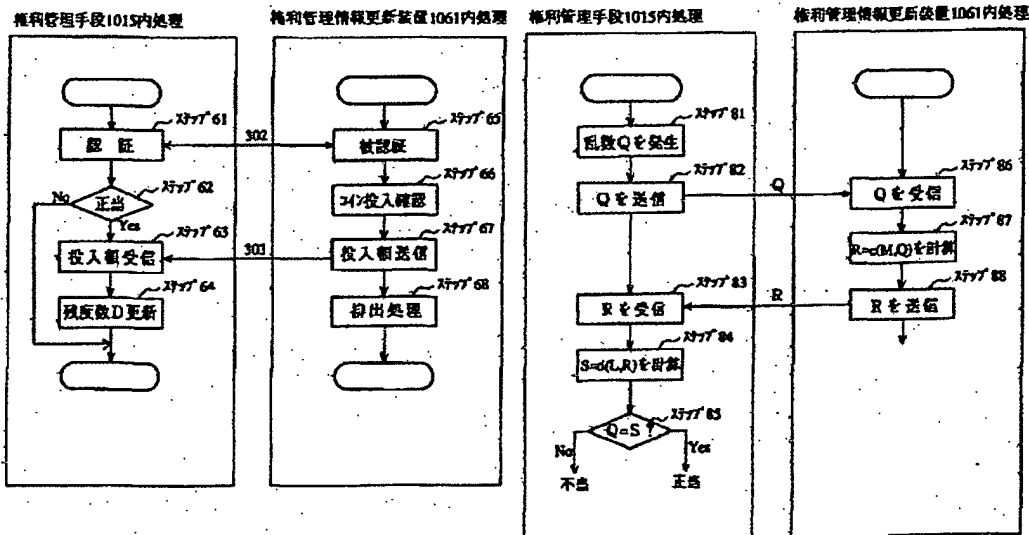 権利管理手段1015内処理
権利管理情報更新装置1061内処理
ステップ61
認 証
302
ステップ62
正当
No
Yes
ステップ63
投入額受信
303
ステップ64
残度数D更新
ステップ65
被認証
ステップ66
コイン投入確認
ステップ67
投入額送信
ステップ68
排出処理
権利管理手段1015内処理
権利管理情報更新装置1061内処理
ステップ81
乱数Qを発生
ステップ82
Qを送信
Q
ステップ86
Qを受信
ステップ87
R=c(M,Q)を計算
ステップ88
Rを送信
R
ステップ83
Rを受信
ステップ84
S=d(L,R)を計算
ステップ85
Q=S?
No
Yes
不当
正当